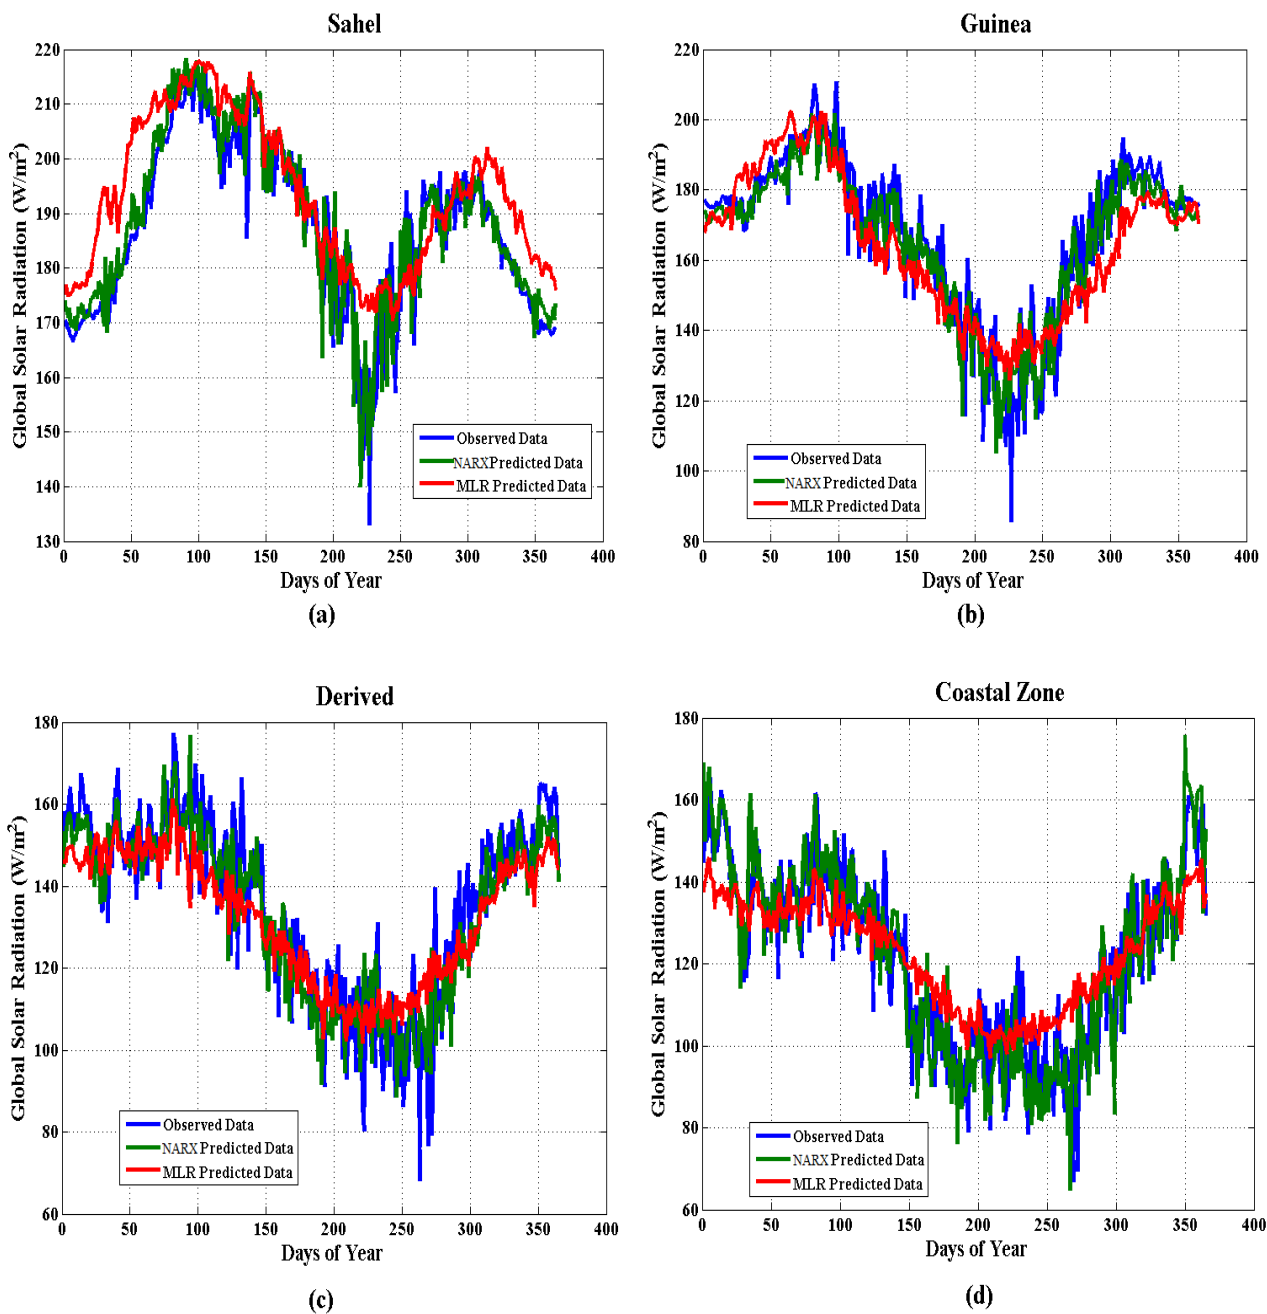 Sahel
Global Solar Radiation (W/m²)
220
210
200
190
180
170
160
150
140
130
0 50 100 150 200 250 300 350 400
Days of Year
Observed Data
NARX Predicted Data
MLR Predicted Data
(a)
Guinea
Global Solar Radiation (W/m²)
220
200
180
160
140
120
100
80
0 50 100 150 200 250 300 350 400
Days of Year
Observed Data
NARX Predicted Data
MLR Predicted Data
(b)
Derived
Global Solar Radiation (W/m²)
180
160
140
120
100
80
60
0 50 100 150 200 250 300 350 400
Days of Year
Observed Data
NARX Predicted Data
MLR Predicted Data
(c)
Coastal Zone
Global Solar Radiation (W/m²)
180
160
140
120
100
80
60
0 50 100 150 200 250 300 350 400
Days of Year
Observed Data
NARX Predicted Data
MLR Predicted Data
(d)